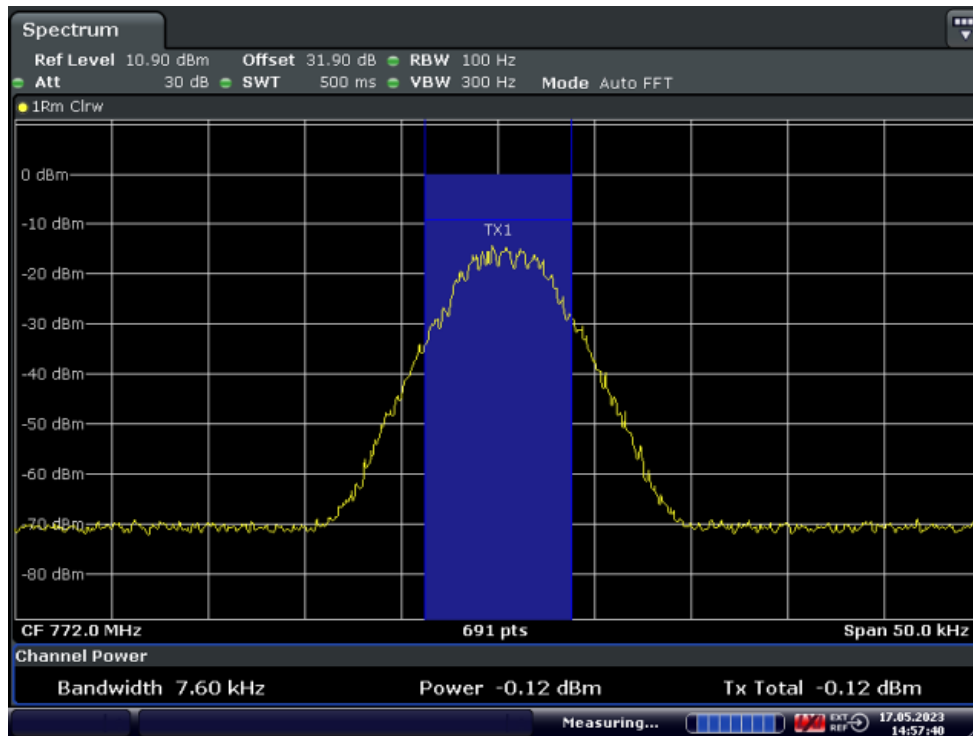 Spectrum
Ref Level 10.90 dBm Offset 31.90 dB RBW 100 Hz
Att 30 dB SWT 500 ms VBW 300 Hz Mode Auto FFT
1Rm Clrw
0 dBm
-10 dBm
TX1
-20 dBm
-30 dBm
-40 dBm
-50 dBm
-60 dBm
-70 dBm
-80 dBm
CF 772.0 MHz 691 pts Span 50.0 kHz
Channel Power
Bandwidth 7.60 kHz Power -0.12 dBm Tx Total -0.12 dBm
Measuring... EXT REF 17.05.2023
14:57:40